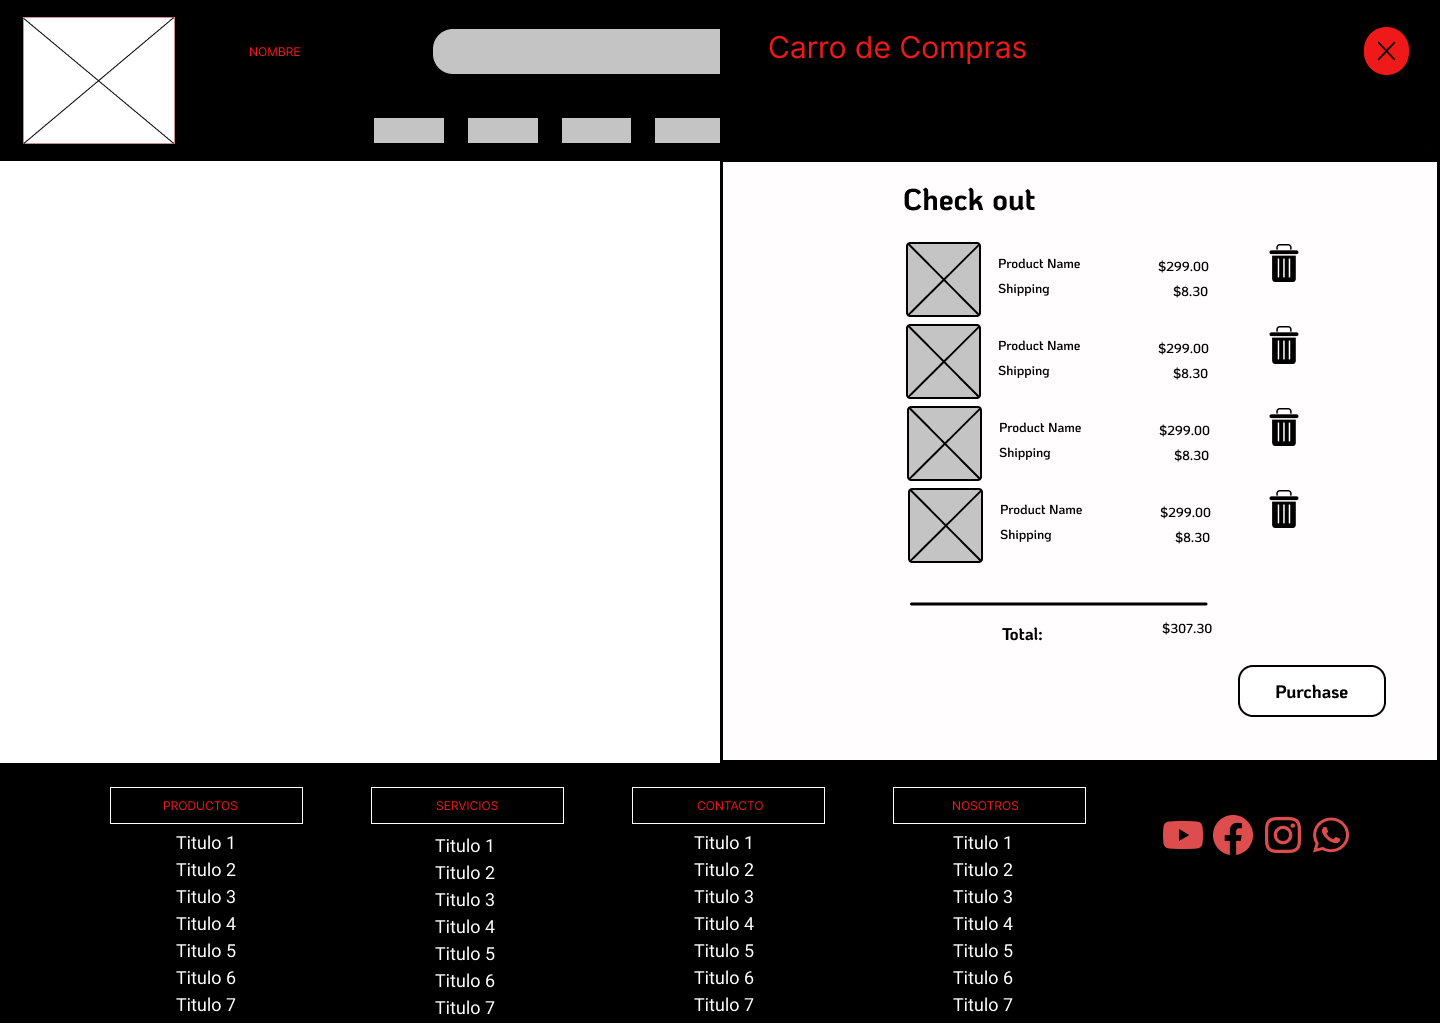 NOMBRE
Carro de Compras
Check out
Product Name $299.00
Shipping $8.30
Product Name $299.00
Shipping $8.30
Product Name $299.00
Shipping $8.30
Product Name $299.00
Shipping $8.30
Total: $307.30
Purchase
PRODUCTOS
Titulo 1
Titulo 2
Titulo 3
Titulo 4
Titulo 5
Titulo 6
Titulo 7
SERVICIOS
Titulo 1
Titulo 2
Titulo 3
Titulo 4
Titulo 5
Titulo 6
Titulo 7
CONTACTO
Titulo 1
Titulo 2
Titulo 3
Titulo 4
Titulo 5
Titulo 6
Titulo 7
NOSOTROS
Titulo 1
Titulo 2
Titulo 3
Titulo 4
Titulo 5
Titulo 6
Titulo 7